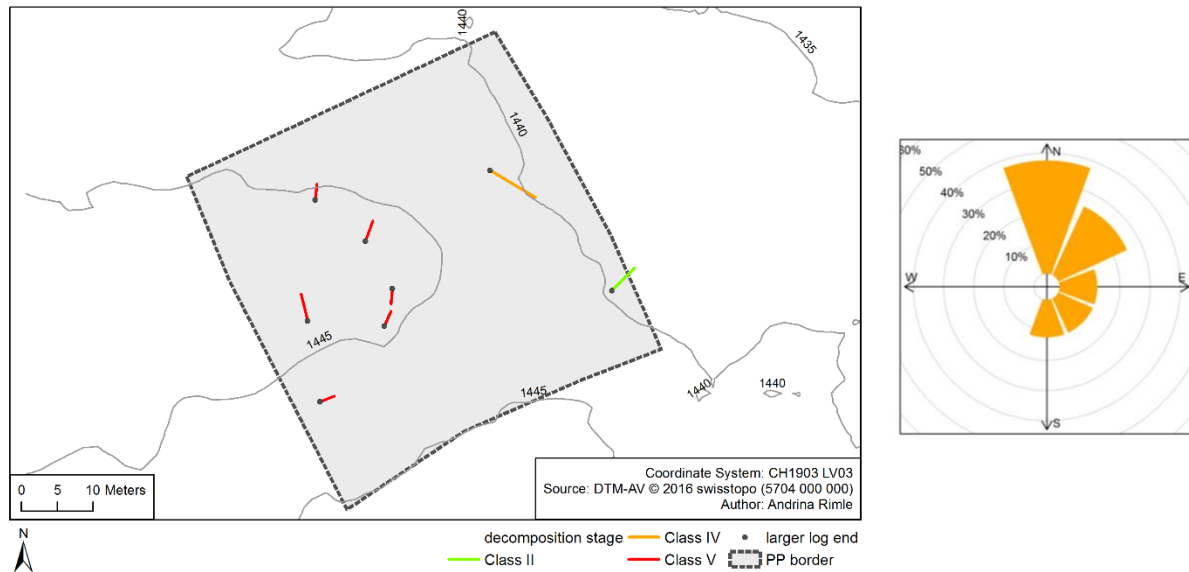 1440
1435
1440
1445
1445
1440
1440
0 5 10 Meters
Coordinate System: CH1903 LV03
Source: DTM-AV © 2016 swisstopo (5704 000 000)
Author: Andrina Rimle
N
decomposition stage
Class IV
larger log end
Class II
Class V
PP border
60%
50%
40%
30%
20%
10%
N
W
E
S